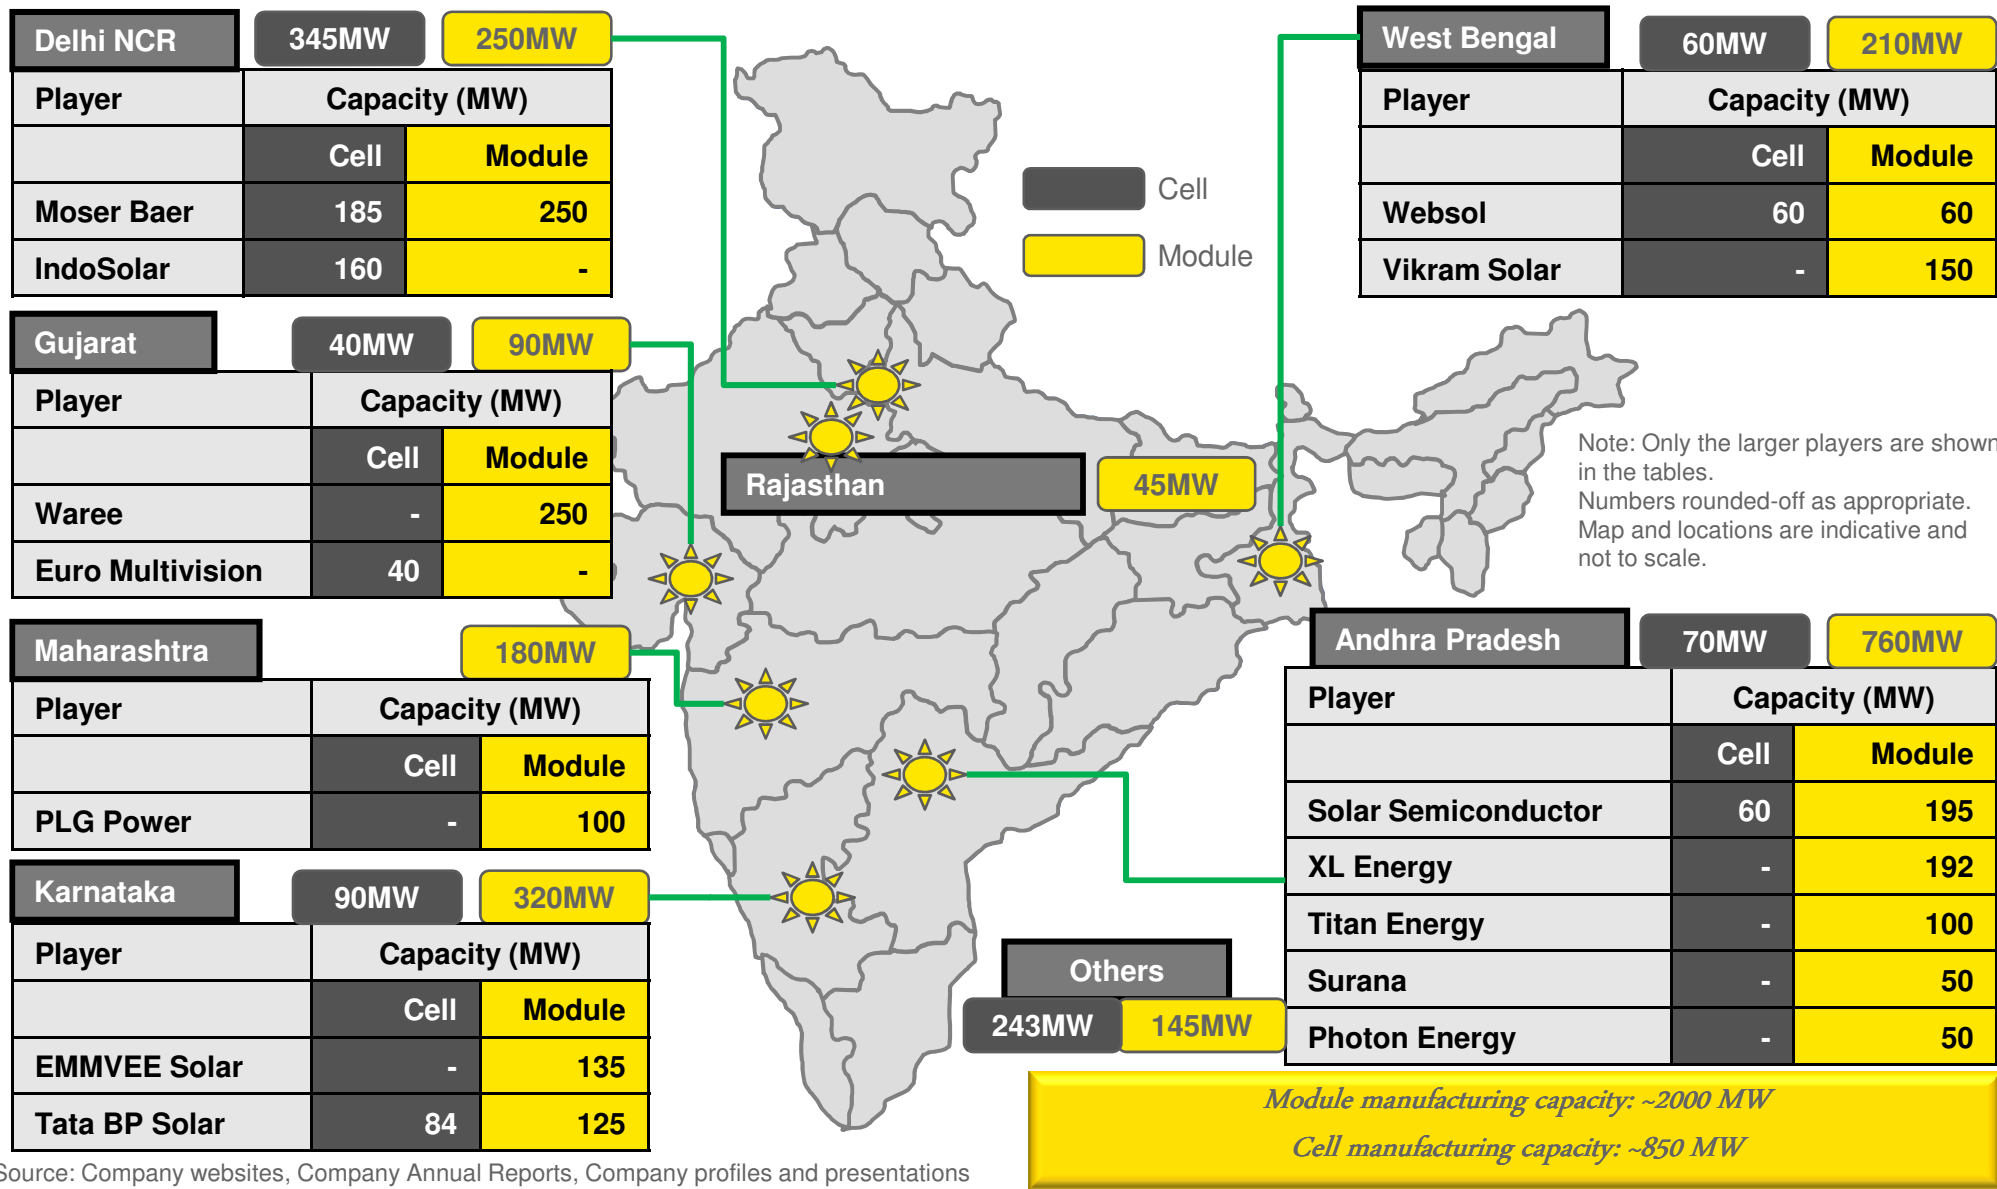 Delhi NCR 345MW 250MW
Player Capacity (MW)
Cell Module
Moser Baer 185 250
IndoSolar 160 -
Gujarat 40MW 90MW
Player Capacity (MW)
Cell Module
Waree - 250
Euro Multivision 40 -
Maharashtra 180MW
Player Capacity (MW)
Cell Module
PLG Power - 100
Karnataka 90MW 320MW
Player Capacity (MW)
Cell Module
EMMVEE Solar - 135
Tata BP Solar 84 125
Cell
Module
Rajasthan 45MW
Others
243MW 145MW
West Bengal 60MW 210MW
Player Capacity (MW)
Cell Module
Websol 60 60
Vikram Solar - 150
Note: Only the larger players are shown
in the tables.
Numbers rounded-off as appropriate.
Map and locations are indicative and
not to scale.
Andhra Pradesh 70MW 760MW
Player Capacity (MW)
Cell Module
Solar Semiconductor 60 195
XL Energy - 192
Titan Energy - 100
Surana - 50
Photon Energy - 50
Module manufacturing capacity: ~2000 MW
Cell manufacturing capacity: ~850 MW
Source: Company websites, Company Annual Reports, Company profiles and presentations